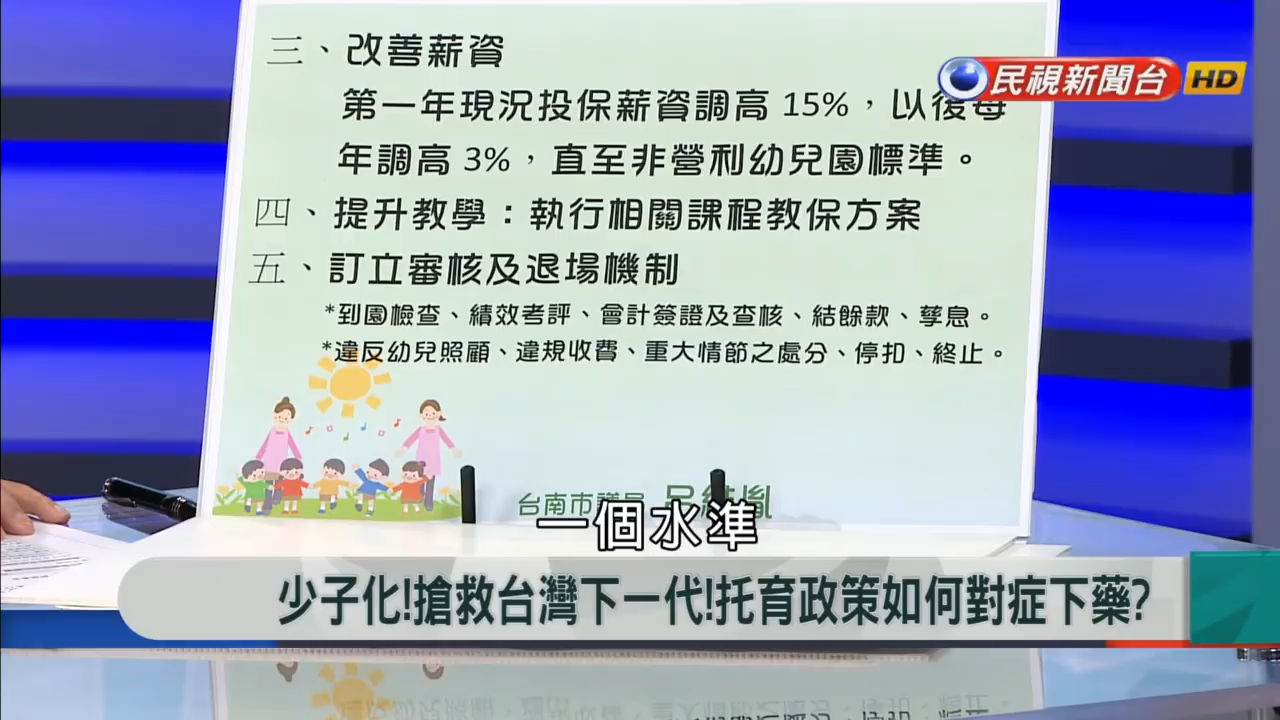 三、改善薪資
民視新聞台 HD
第一年現況投保薪資調高 15%，以後每
年調高 3%，直至非營利幼兒園標準。
四、提升教學：執行相關課程教保方案
五、訂立審核及退場機制
*到園檢查、績效考評、會計簽證及查核、結餘款、孳息。
*違反幼兒照顧、違規收費、重大情節之處分、停扣、終止。
台南市議員
一個水準
少子化!搶救台灣下一代!托育政策如何對症下藥?